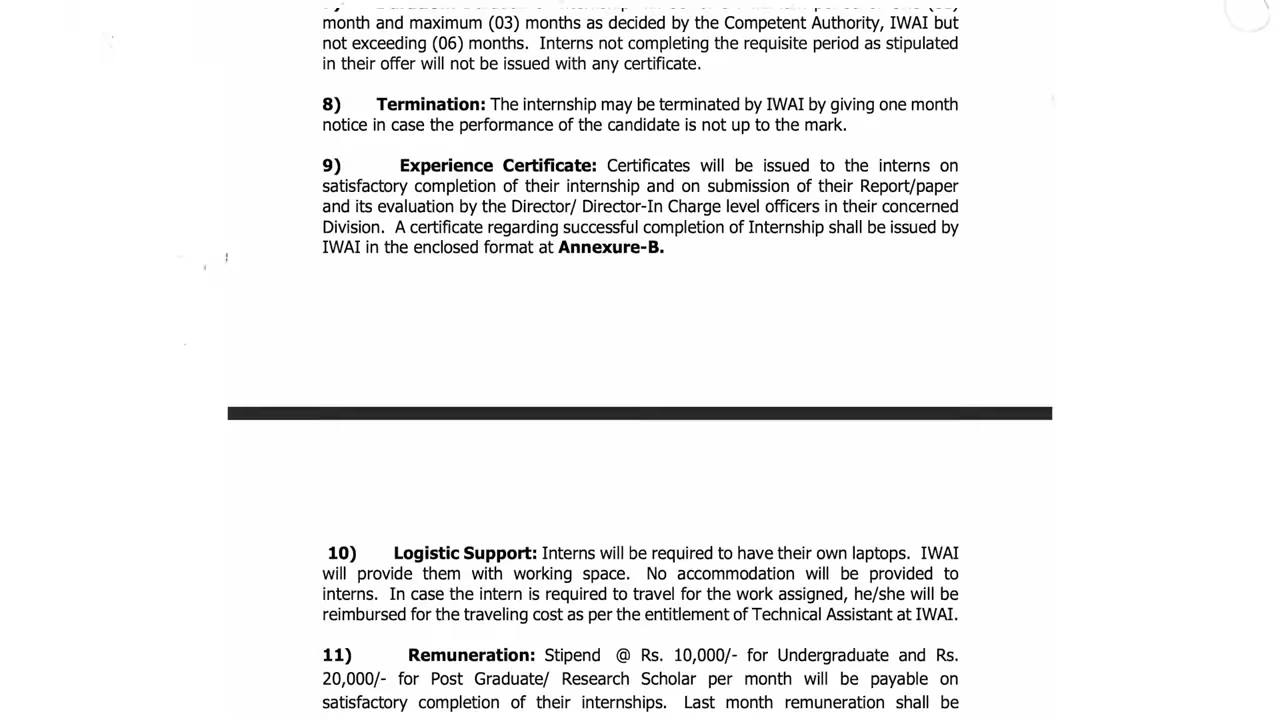 month and maximum (03) months as decided by the Competent Authority, IWAI but
not exceeding (06) months. Interns not completing the requisite period as stipulated
in their offer will not be issued with any certificate.
8) Termination: The internship may be terminated by IWAI by giving one month
notice in case the performance of the candidate is not up to the mark.
9) Experience Certificate: Certificates will be issued to the interns on
satisfactory completion of their internship and on submission of their Report/paper
and its evaluation by the Director/ Director-In Charge level officers in their concerned
Division. A certificate regarding successful completion of Internship shall be issued by
IWAI in the enclosed format at Annexure-B.
10) Logistic Support: Interns will be required to have their own laptops. IWAI
will provide them with working space. No accommodation will be provided to
interns. In case the intern is required to travel for the work assigned, he/she will be
reimbursed for the traveling cost as per the entitlement of Technical Assistant at IWAI.
11) Remuneration: Stipend @ Rs. 10,000/- for Undergraduate and Rs.
20,000/- for Post Graduate/ Research Scholar per month will be payable on
satisfactory completion of their internships. Last month remuneration shall be